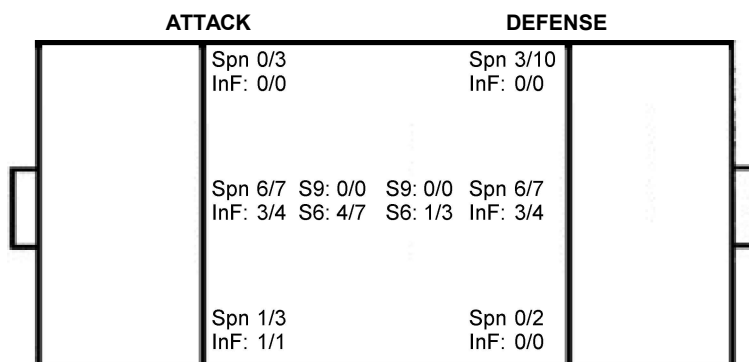 ATTACK DEFENSE
Spn 0/3 Spn 3/10
InF: 0/0 InF: 0/0
Spn 6/7 S9: 0/0 S9: 0/0 Spn 6/7
InF: 3/4 S6: 4/7 S6: 1/3 InF: 3/4
Spn 1/3 Spn 0/2
InF: 1/1 InF: 0/0